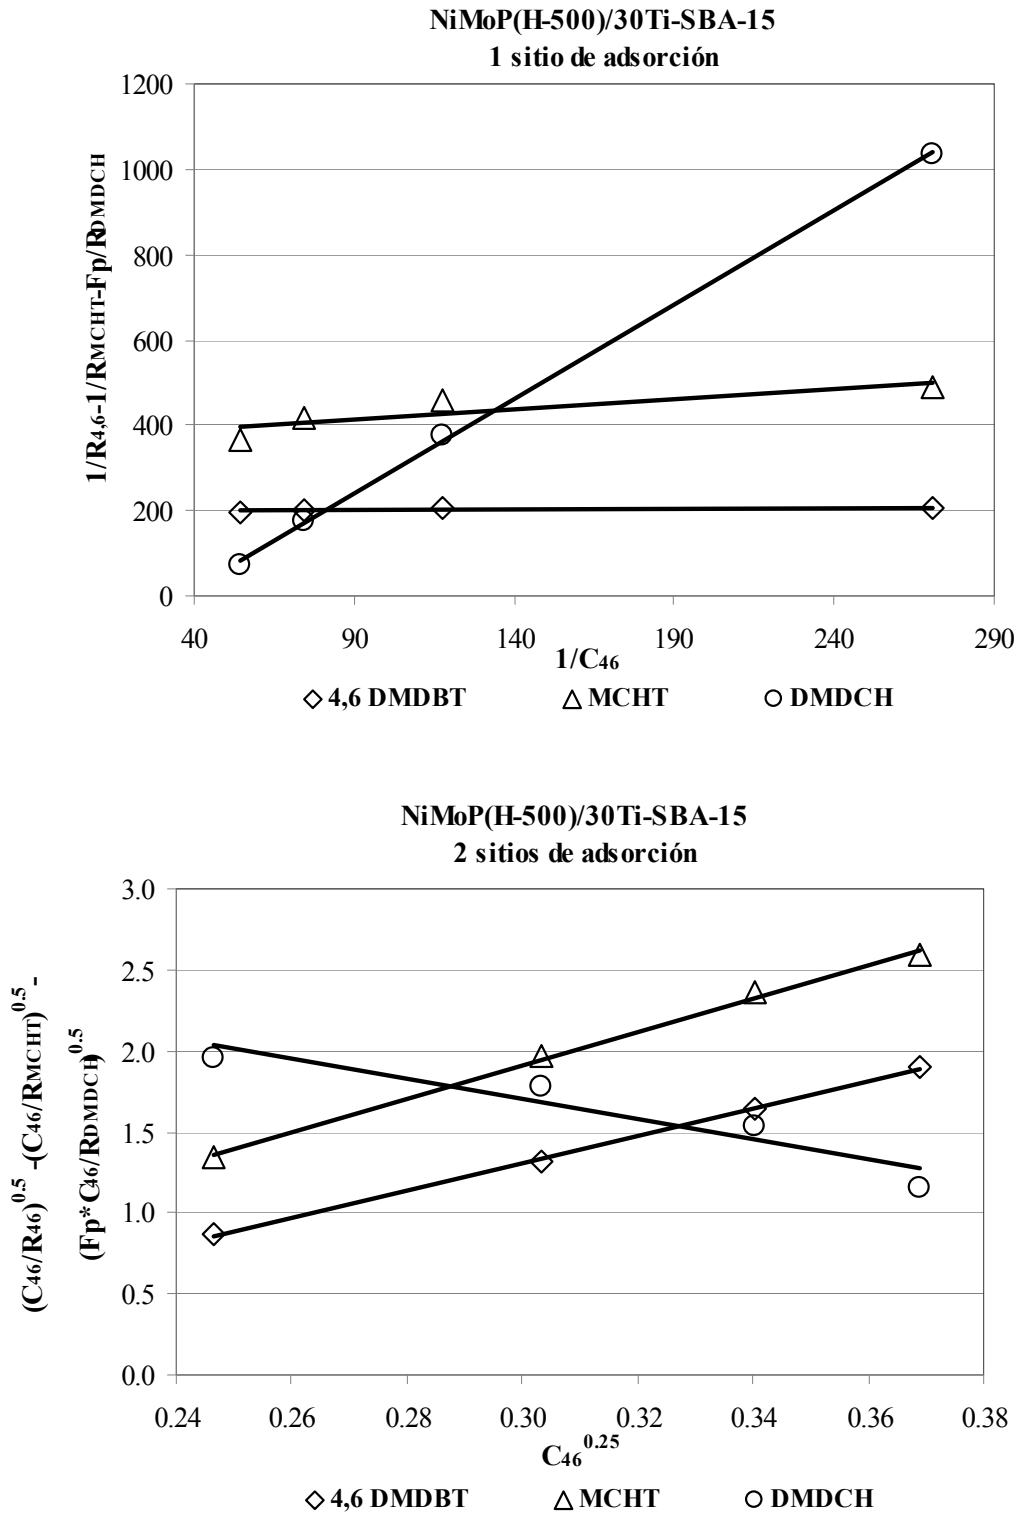 NiMoP(H-500)/30Ti-SBA-15
1 sitio de adsorción
1200
1000
800
600
400
200
0
1/R4,6-1/RMCHT-Fp/RDMDCH
40 90 140 190 240 290
1/C46
4,6 DMDBT MCHT DMDCH
NiMoP(H-500)/30Ti-SBA-15
2 sitios de adsorción
3.0
2.5
2.0
1.5
1.0
0.5
0.0
(C46/R46)^0.5 -(C46/RMCHT)^0.5 -
(Fp*C46/RDMDCH)^0.5
0.24 0.26 0.28 0.30 0.32 0.34 0.36 0.38
C46^0.25
4,6 DMDBT MCHT DMDCH